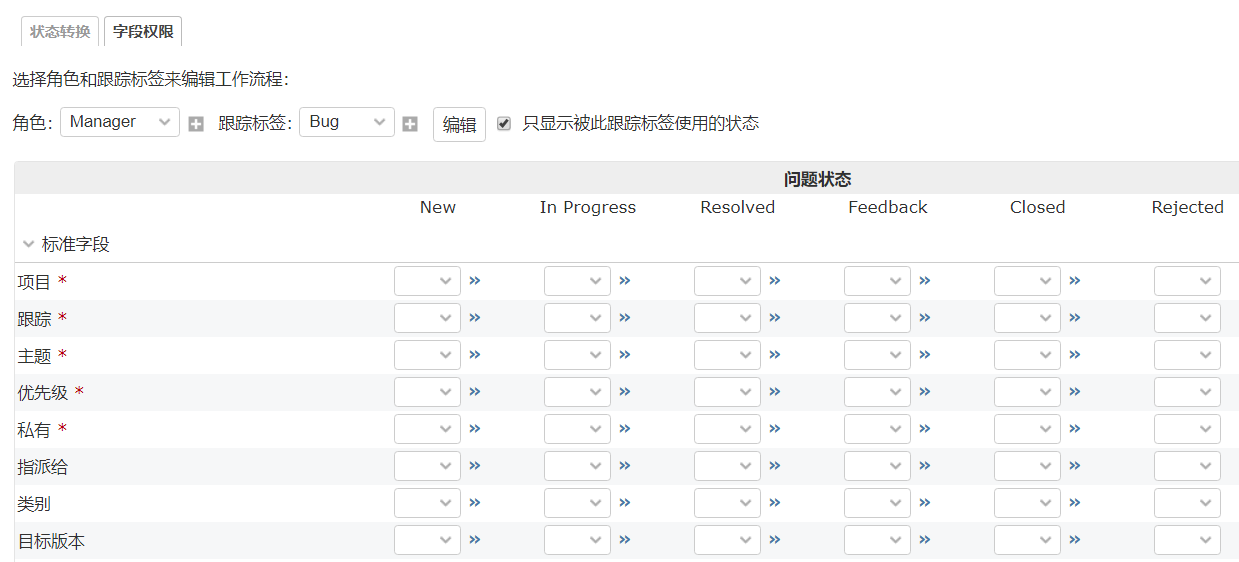 状态转换 字段权限
选择角色和跟踪标签来编辑工作流程：
角色： Manager 跟踪标签： Bug 编辑 只显示被此跟踪标签使用的状态
问题状态
New In Progress Resolved Feedback Closed Rejected
标准字段
项目 * » » » » »
跟踪 * » » » » »
主题 * » » » » »
优先级 * » » » » »
私有 * » » » » »
指派给 » » » » »
类别 » » » » »
目标版本 » » » » »